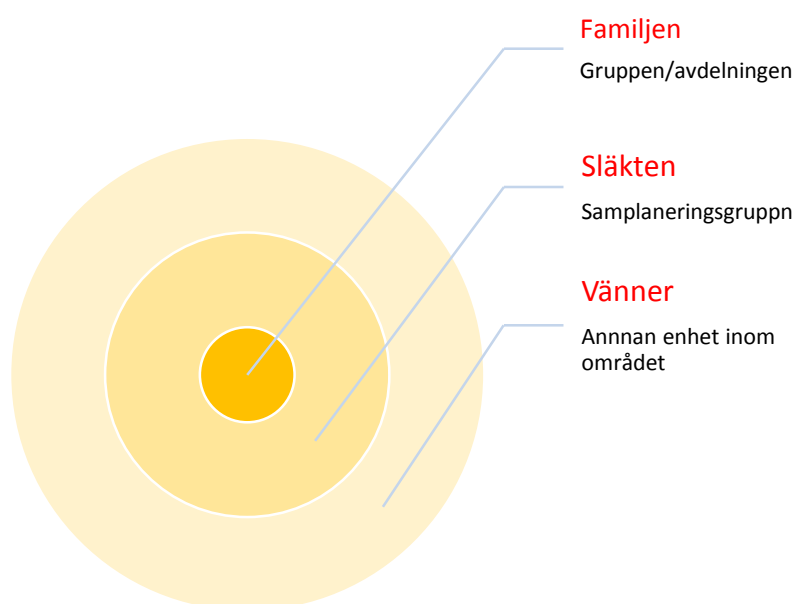 Familjen
Gruppen/avdelningen
Släkten
Samplaneringsgruppn
Vänner
Annnan enhet inom
området